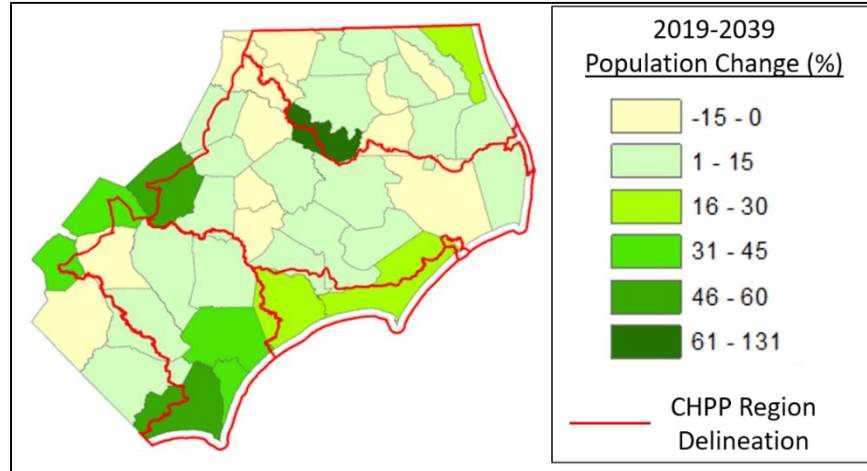 2019-2039
Population Change (%)
-15 - 0
1 - 15
16 - 30
31 - 45
46 - 60
61 - 131
CHPP Region
Delineation